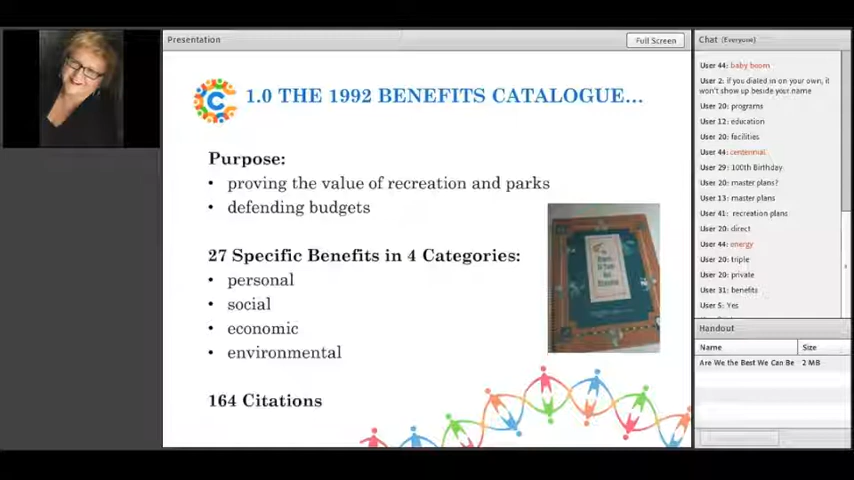 Presentation
Full Screen
C
1.0 THE 1992 BENEFITS CATALOGUE…
Purpose:
• proving the value of recreation and parks
• defending budgets
27 Specific Benefits in 4 Categories:
• personal
• social
• economic
• environmental
164 Citations
Chat (Everyone)
User 44: baby boom
User 2: if you dialed in on your own, it
won't show up beside your name
User 20: programs
User 12: education
User 20: facilities
User 44: centennial
User 29: 100th Birthday
User 20: master plans?
User 13: master plans
User 41: recreation plans
User 20: direct
User 44: energy
User 20: triple
User 20: private
User 31: benefits
User 5: Yes
Handout
Name Size
Are We the Best We Can Be 2 MB